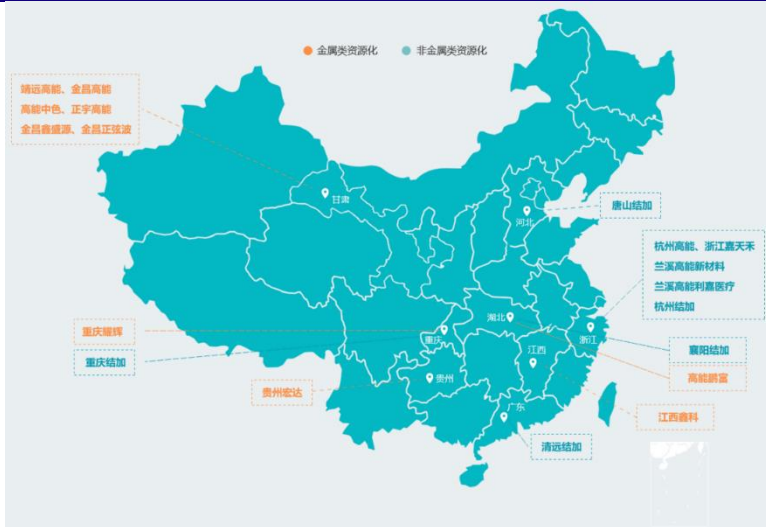 金属类资源化 非金属类资源化
靖远高能、金昌高能
高能中色、正宇高能
金昌鑫盛源、金昌正弦波
甘肃
河北
唐山结加
杭州高能、浙江嘉天禾
兰溪高能新材料
兰溪高能利嘉医疗
杭州结加
重庆耀辉
重庆
湖北
浙江
重庆结加
襄阳结加
江西
贵州宏达
贵州
高能鹏富
广东
江西鑫科
清远结加